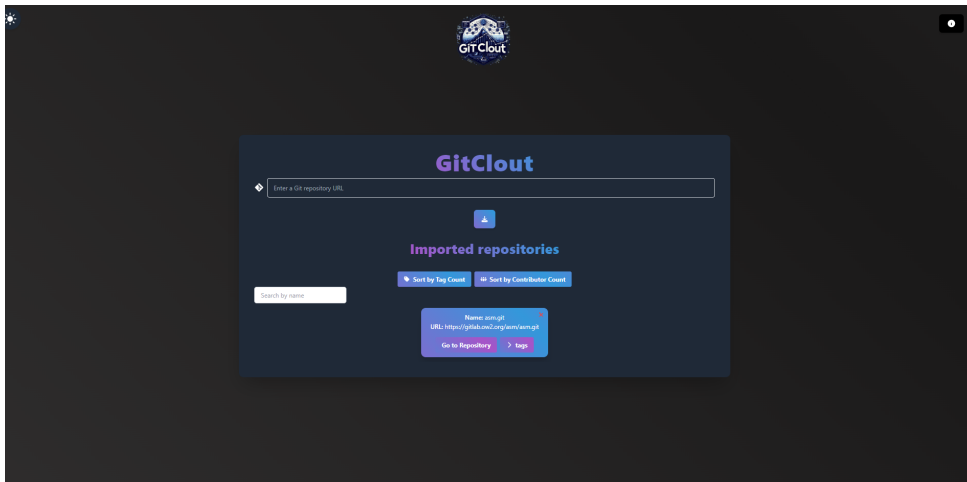 GiT Clout
GitClout
Enter a Git repository URL
Imported repositories
Sort by Tag Count
Sort by Contributor Count
Search by name
Name: asm.git
URL: https://gitlab.ow2.org/asm/asm.git
Go to Repository
tags